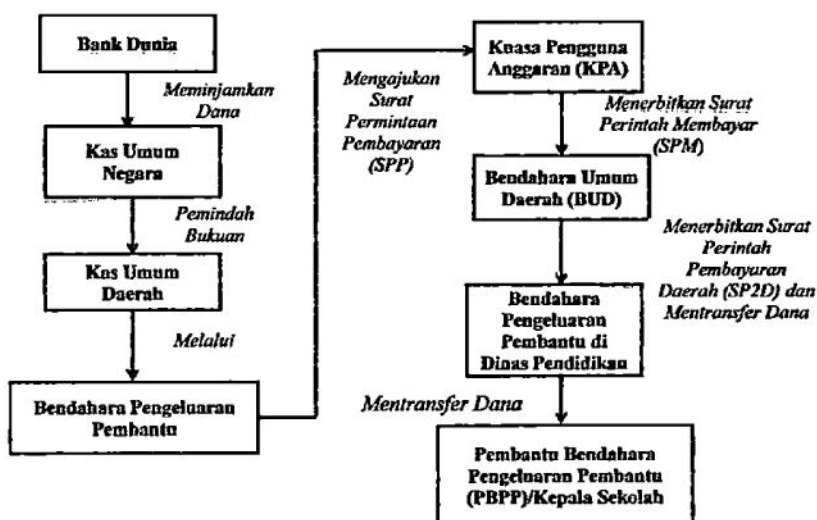 Bank Dunia
Meminjamkan
Dana
Kas Umum
Negara
Pemindah
Bukuan
Kas Umum
Daerah
Melalui
Bendahara Pengeluaran
Pembantu
Mengajukan
Surat
Permintaan
Pembayaran
(SPP)
Kuasa Pengguna
Anggaran (KPA)
Menerbitkan Surat
Perintah Membayar
(SPM)
Bendahara Umum
Daerah (BUD)
Menerbitkan Surat
Perintah
Pembayaran
Daerah (SP2D) dan
Mentransfer Dana
Bendahara
Pengeluaran
Pembantu di
Dinas Pendidikan
Mentransfer Dana
Pembantu Bendahara
Pengeluaran Pembantu
(PBPP)/Kepala Sekolah